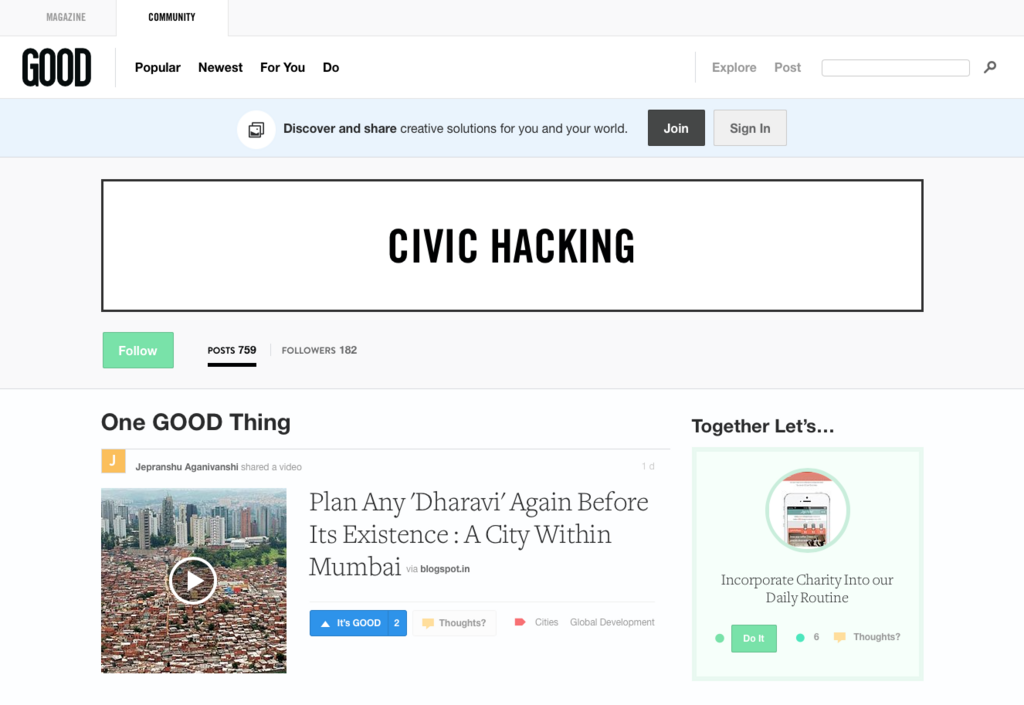 MAGAZINE
COMMUNITY
GOOD
Popular Newest For You Do
Explore Post
Discover and share creative solutions for you and your world.
Join
Sign In
CIVIC HACKING
Follow
POSTS 759
FOLLOWERS 182
One GOOD Thing
J
Jepranshu Aganivanshi shared a video
1 d
Plan Any 'Dharavi' Again Before
Its Existence : A City Within
Mumbai via blogspot.in
It's GOOD 2
Thoughts?
Cities Global Development
Together Let's...
Incorporate Charity Into our
Daily Routine
Do It
6
Thoughts?